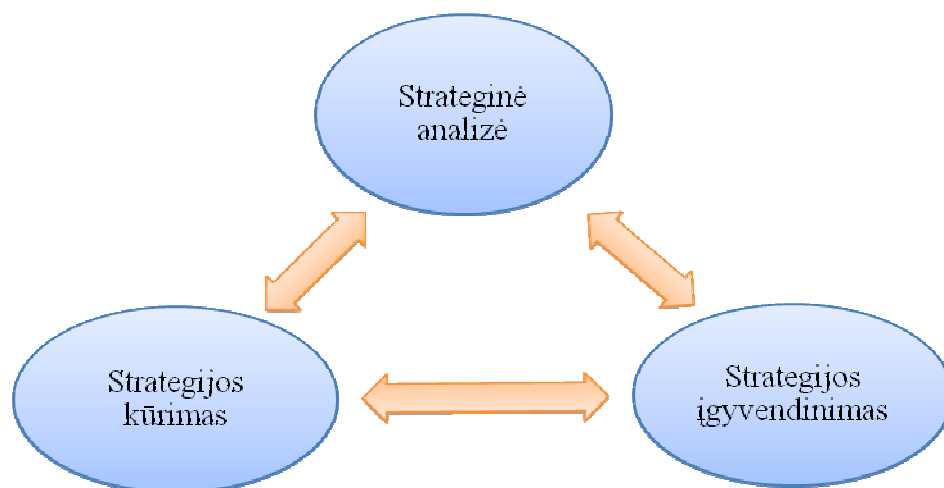 Strateginė
analizė
Strategijos
kūrimas
Strategijos
įgyvendinimas